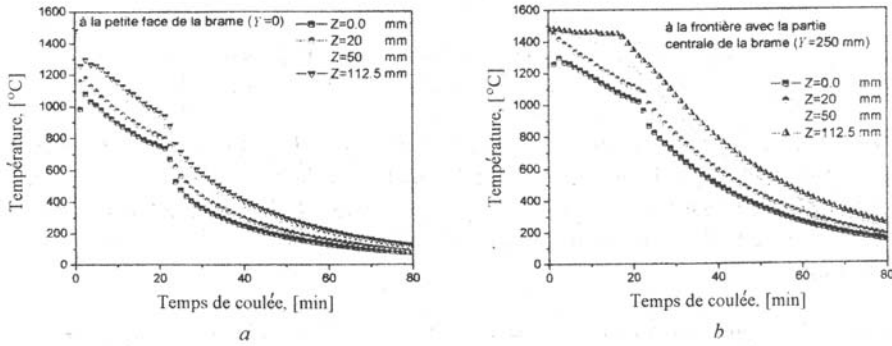 à la petite face de la brame (Y=0)
Z=0.0 mm
Z=20 mm
Z=50 mm
Z=112.5 mm
1600
1400
1200
1000
800
600
400
200
0
Température, [°C]
0 20 40 60 80
Temps de coulée, [min]
a
à la frontière avec la partie
centrale de la brame (Y=250 mm)
Z=0.0 mm
Z=20 mm
Z=50 mm
Z=112.5 mm
1600
1400
1200
1000
800
600
400
200
0
Température, [°C]
0 20 40 60 80
Temps de coulée. [min]
b